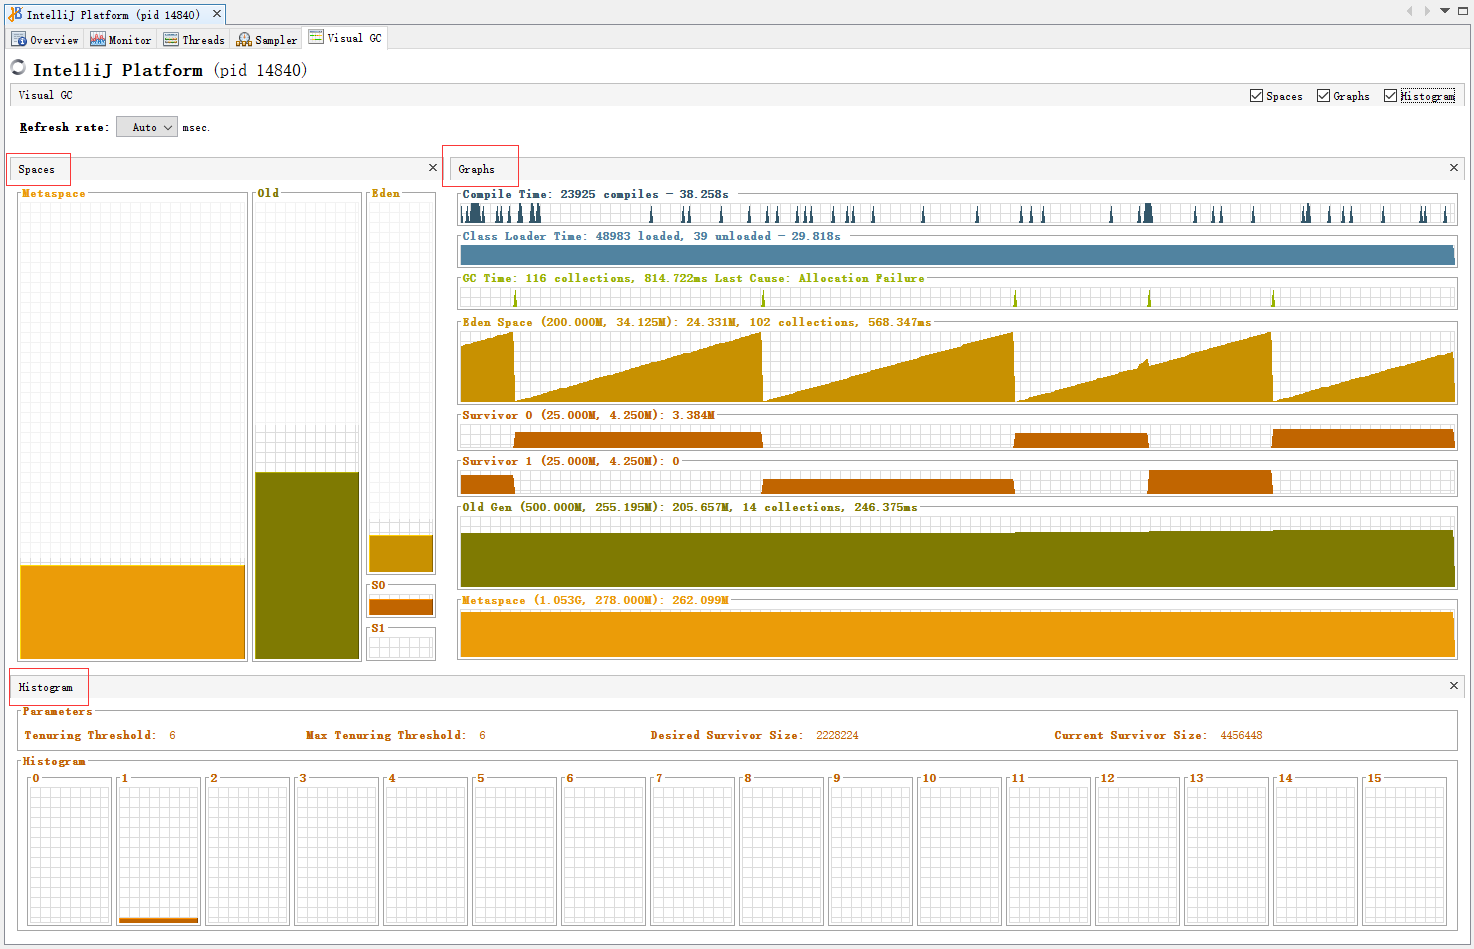 IntelliJ Platform (pid 14840)
Overview Monitor Threads Sampler Visual GC
IntelliJ Platform (pid 14840)
Visual GC Spaces Graphs Histogram
Refresh rate: Auto msec.
Spaces
Metaspace Old Eden
S0
S1
Graphs
Compile Time: 23925 compiles - 38.258s
Class Loader Time: 48983 loaded, 39 unloaded - 29.818s
GC Time: 116 collections, 814.722ms Last Cause: Allocation Failure
Eden Space (200.000M, 34.125M): 24.331M, 102 collections, 568.347ms
Survivor 0 (25.000M, 4.250M): 3.384M
Survivor 1 (25.000M, 4.250M): 0
Old Gen (500.000M, 255.195M): 205.657M, 14 collections, 246.375ms
Metaspace (1.053G, 278.000M): 262.099M
Histogram
Parameters
Tenuring Threshold: 6 Max Tenuring Threshold: 6 Desired Survivor Size: 2228224 Current Survivor Size: 4456448
Histogram
0 1 2 3 4 5 6 7 8 9 10 11 12 13 14 15